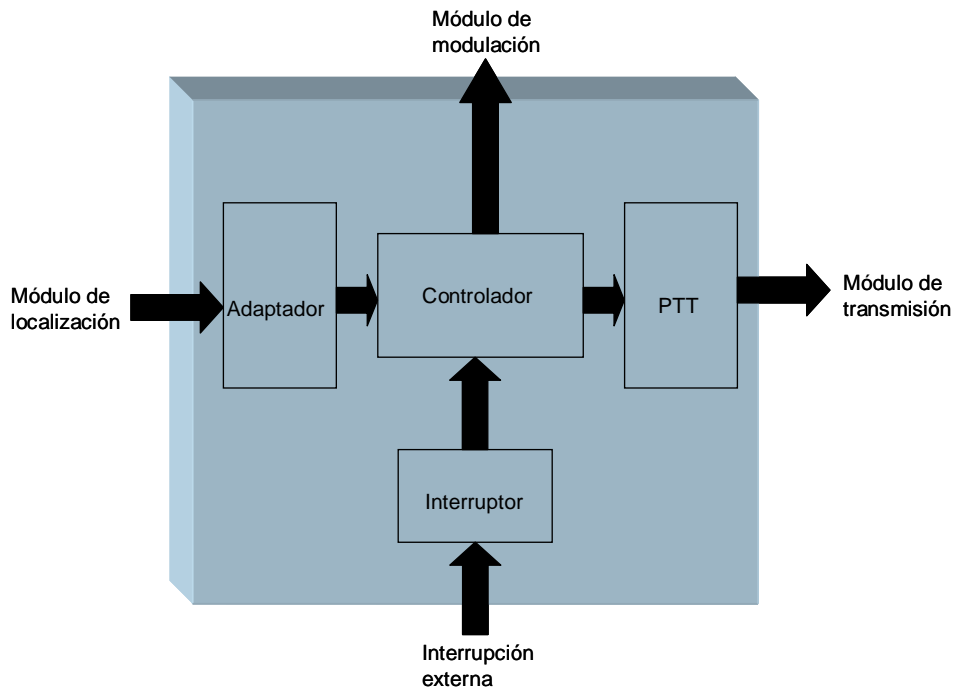 Módulo de
modulación
Módulo de
localización
Adaptador
Controlador
PTT
Módulo de
transmisión
Interruptor
Interrupción
externa